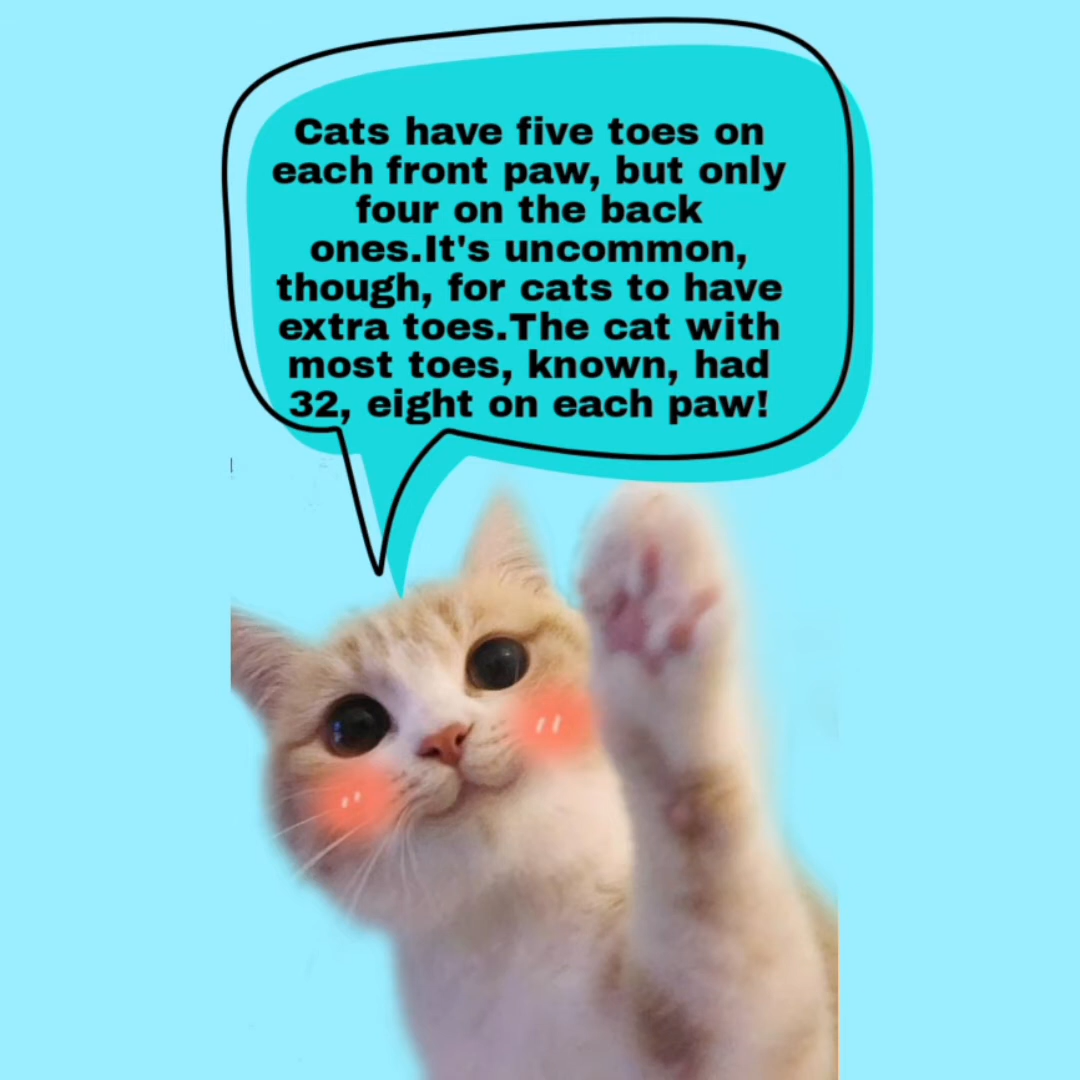 Cats have five toes on
each front paw, but only
four on the back
ones.It's uncommon,
though, for cats to have
extra toes.The cat with
most toes, known, had
32, eight on each paw!